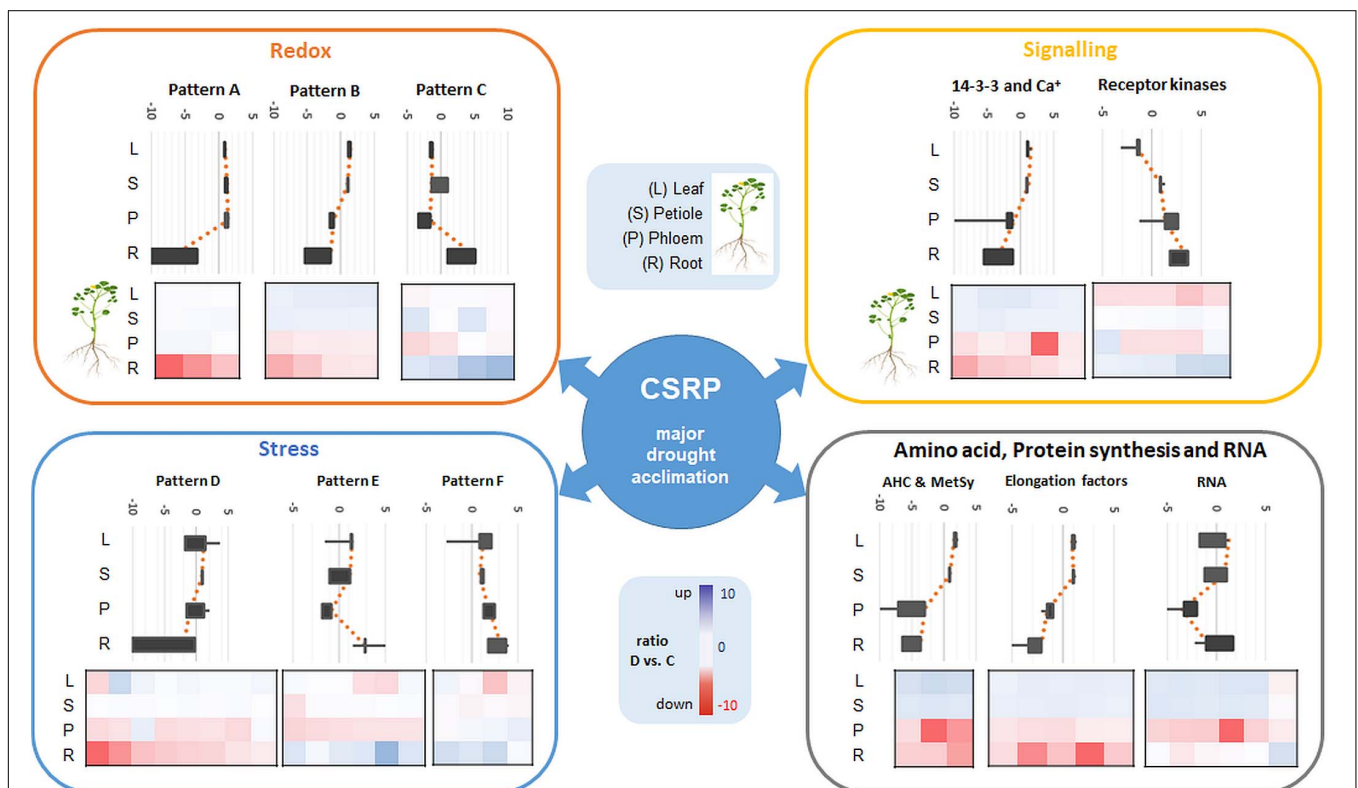 Redox
Pattern A
Pattern B
Pattern C
-10
-5
0
5
-10
-5
0
5
-5
0
5
10
L
S
P
R
L
S
P
R
Signalling
14-3-3 and Ca⁺
Receptor kinases
-10
-5
0
5
-5
0
5
L
S
P
R
L
S
P
R
(L) Leaf
(S) Petiole
(P) Phloem
(R) Root
CSRP
major
drought
acclimation
Stress
Pattern D
Pattern E
Pattern F
-10
-5
0
5
-5
0
5
-5
0
5
L
S
P
R
L
S
P
R
up 10
ratio 0
D vs. C
down -10
Amino acid, Protein synthesis and RNA
AHC & MetSy
Elongation factors
RNA
-10
-5
0
5
-5
0
5
-5
0
5
L
S
P
R
L
S
P
R